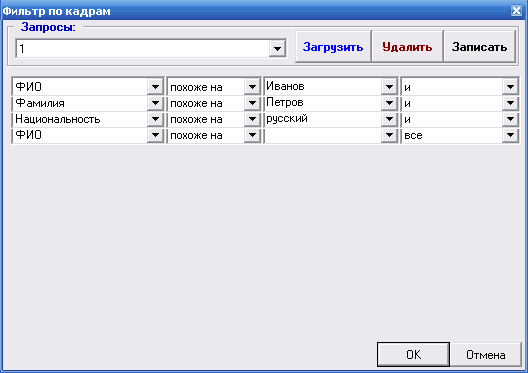 Фильтр по кадрам
Запросы:
1 Загрузить Удалить Записать
ФИО похоже на Иванов и
Фамилия похоже на Петров и
Национальность похоже на русский и
ФИО похоже на все
OK Отмена